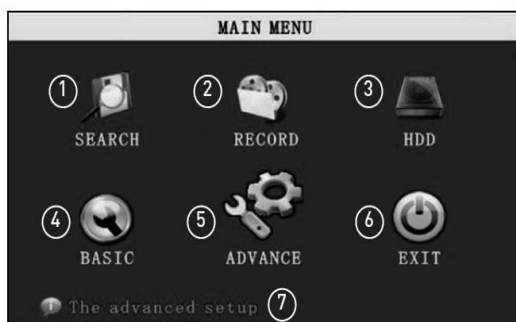 MAIN MENU
1 2 3
SEARCH RECORD HDD
4 5 6
BASIC ADVANCE EXIT
The advanced setup 7